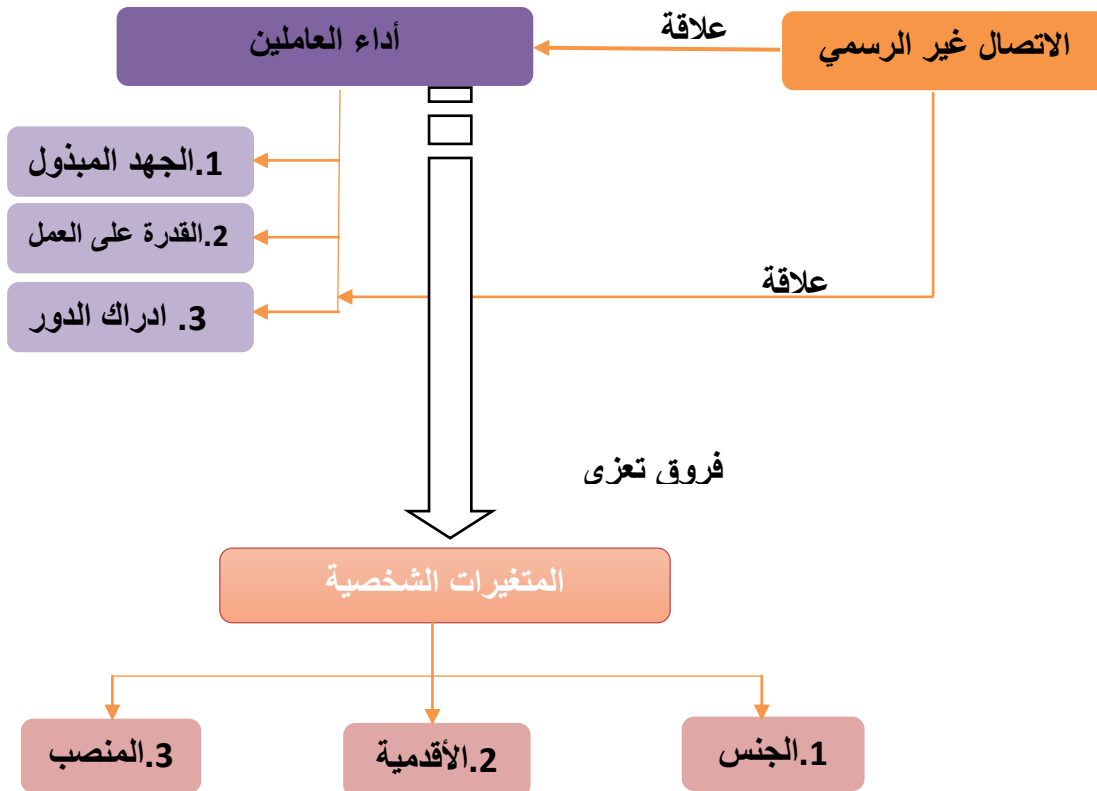 الاتصال غير الرسمي
علاقة
أداء العاملين
1.الجهد المبذول
2.القدرة على العمل
3. ادراك الدور
علاقة
فروق تعزى
المتغيرات الشخصية
1.الجنس
2.الأقدمية
3.المنصب